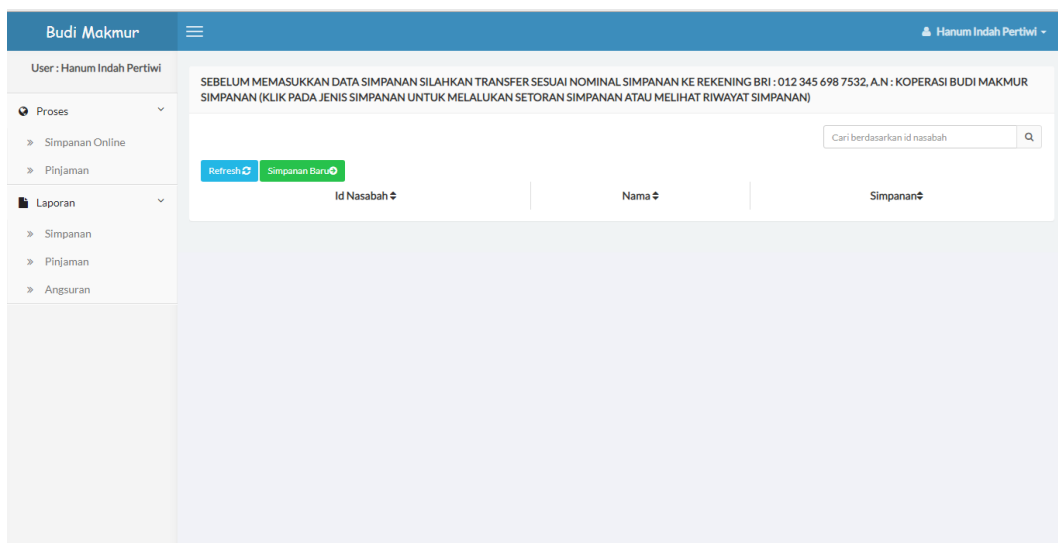 Budi Makmur
Hanum Indah Pertiwi
User : Hanum Indah Pertiwi
Proses
Simpanan Online
Pinjaman
Laporan
Simpanan
Pinjaman
Angsuran
SEBELUM MEMASUKKAN DATA SIMPANAN SILAHKAN TRANSFER SESUAI NOMINAL SIMPANAN KE REKENING BRI : 012 345 698 7532, A.N : KOPERASI BUDI MAKMUR
SIMPANAN (KLIK PADA JENIS SIMPANAN UNTUK MELALUKAN SETORAN SIMPANAN ATAU MELIHAT RIWAYAT SIMPANAN)
Cari berdasarkan id nasabah
Refresh Simpanan Baru
Id Nasabah Nama Simpanan